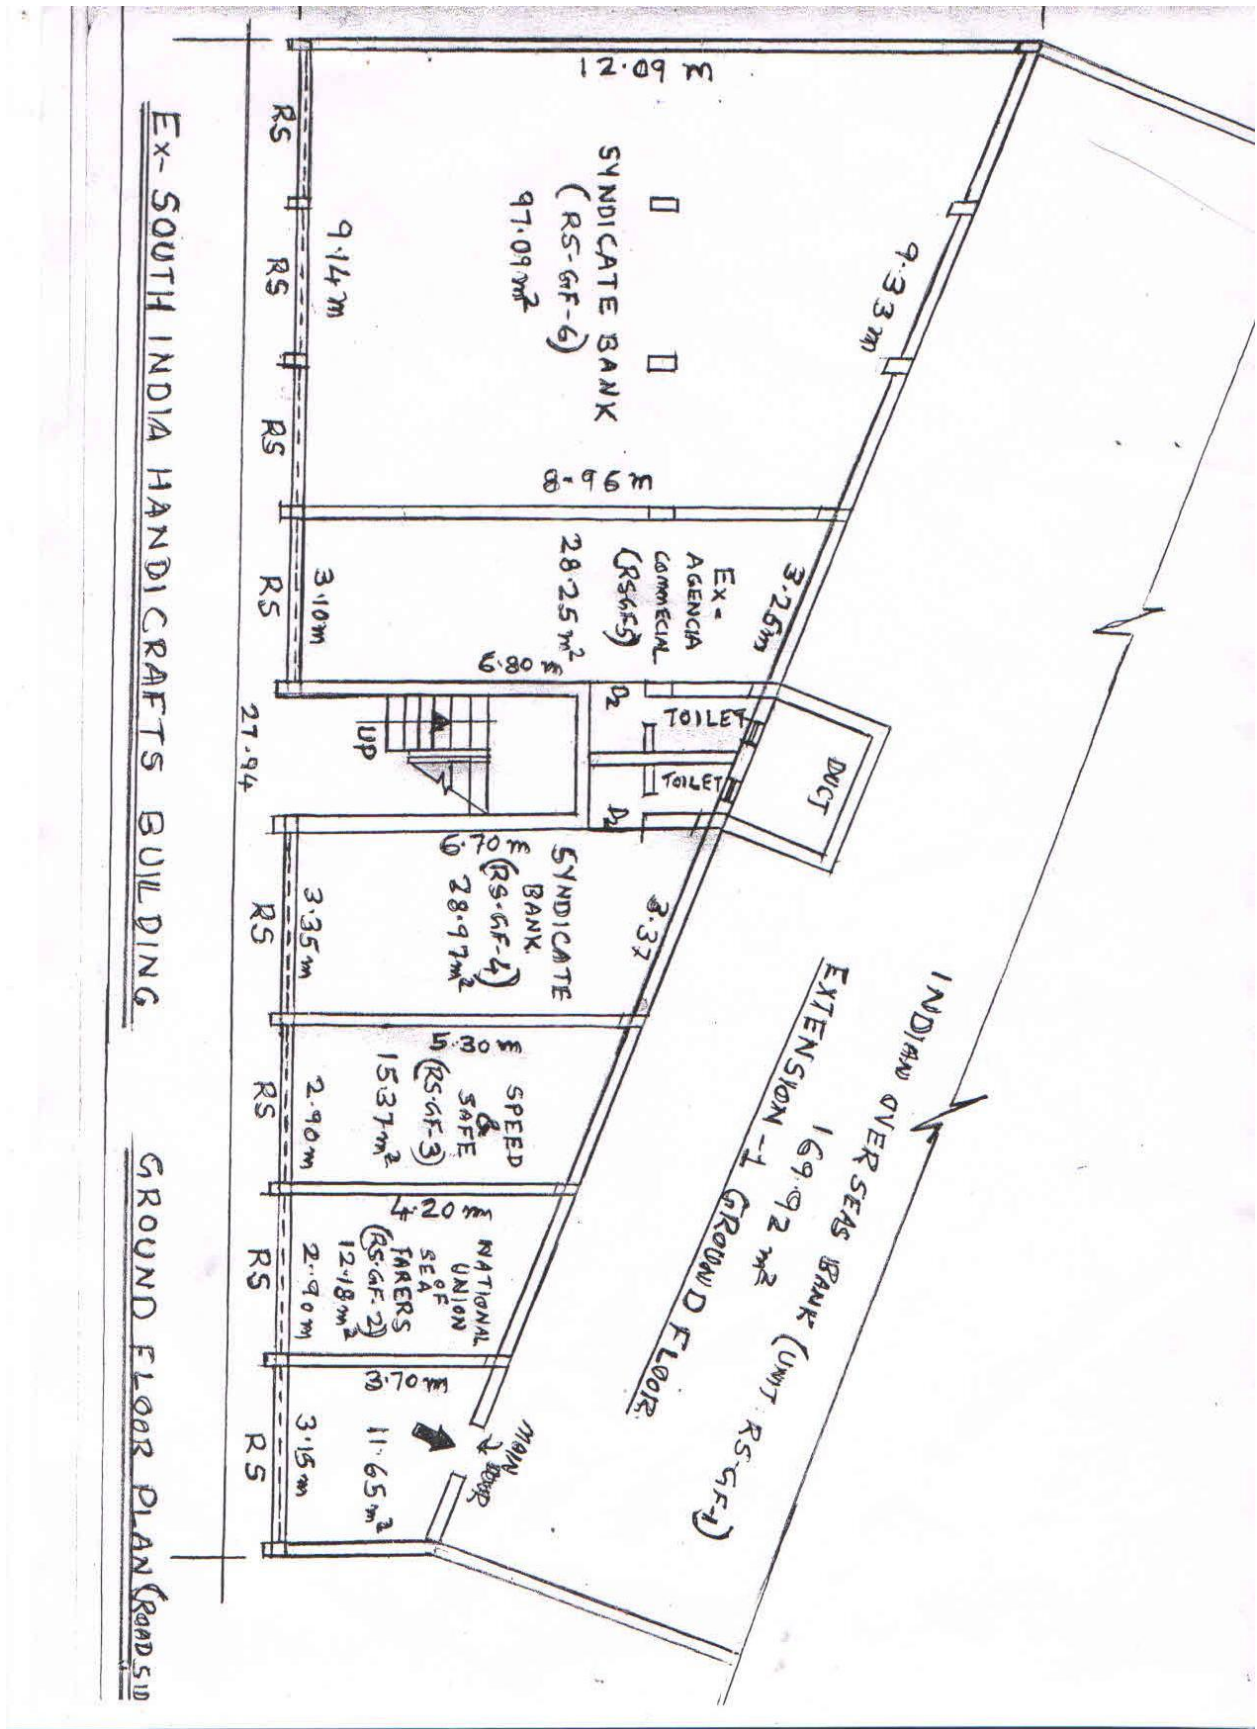 12.09 m
RS
RS
RS
9.14 m
SYNDICATE BANK
(RS-GF-6)
97.09 m²
9.33 m
8.96 m
RS
3.10 m
EX-
AGENCIA
COMMECIAL
(RSGF5)
28.25 m²
3.26 m
6.80 m
D2
TOILET
UP
TOILET
D2
DUCT
27.94
6.70 m
RS
3.35 m
SYNDICATE
BANK
(RS-GF-4)
28.97 m²
3.37
5.30 m
RS
2.90 m
SPEED
&
SAFE
(RS-GF-3)
15.37 m²
4.20 m
RS
2.90 m
NATIONAL
UNION
OF
SEA
FARERS
(RS-GF-2)
12.18 m²
3.70 m
RS
3.15 m
11.65 m²
MAIN
DOOR
INDIAN OVERSEAS BANK (UNIT: RS-GF-1)
169.92 m²
EXTENSION-1 GROUND FLOOR
EX-SOUTH INDIA HANDICRAFTS BUILDING
GROUND FLOOR PLAN (ROAD SID